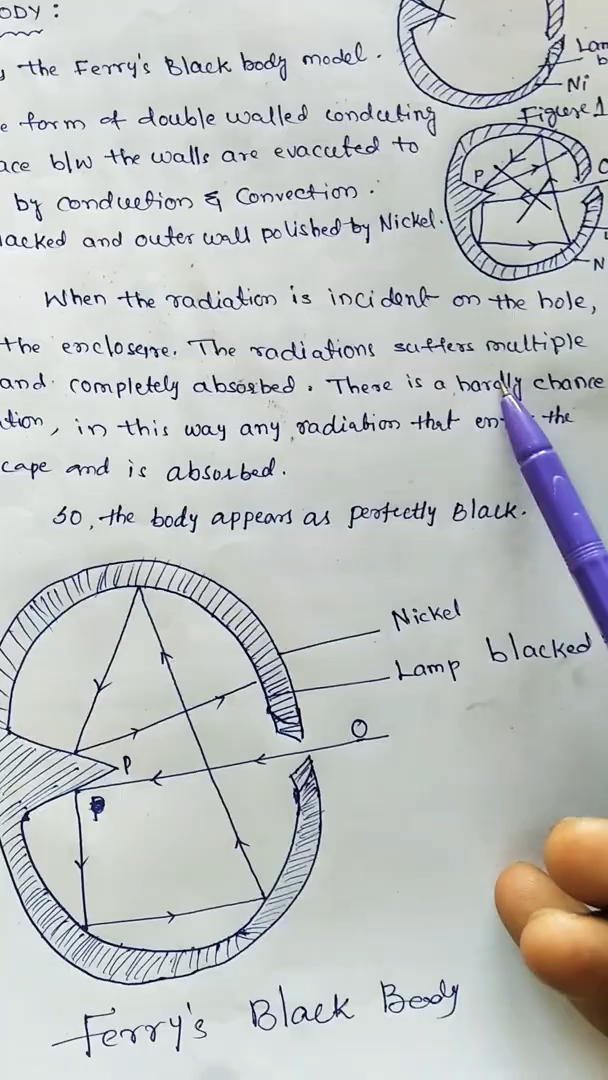 ODY :
the Ferry's Black body model.
Lam
b
Ni
e form of double walled conducting
Figure 1
ace b/w the walls are evacuted to
P
O
by conduction & Convection.
lacked and outer wall polished by Nickel.
N
When the radiation is incident on the hole,
the enclosere. The radiations suffers multiple
and completely absorbed. There is a hardly chance
tion, in this way any radiation that en the
cape and is absorbed.
so, the body appears as perfectly Black.
Nickel
Lamp blacked
O
P
P
Ferry's Black Body